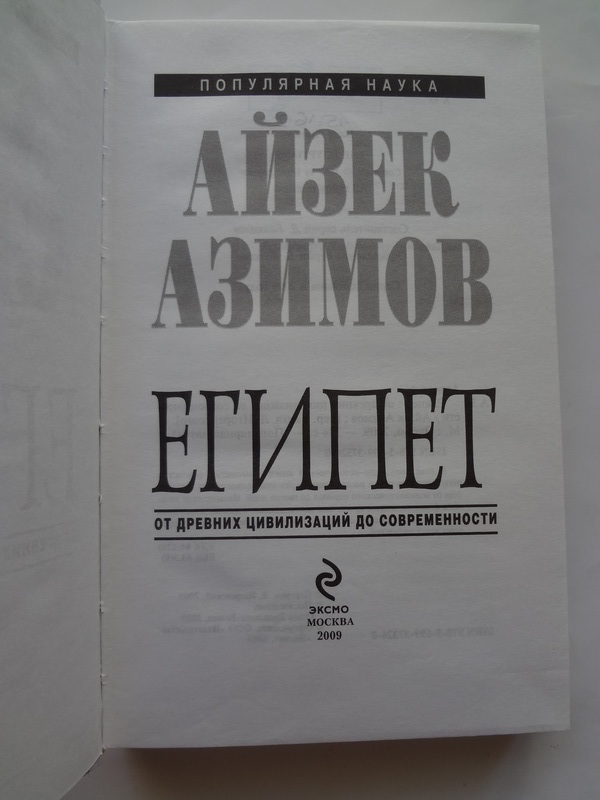 ПОПУЛЯРНАЯ НАУКА
АЙЗЕК
АЗИМОВ
ЕГИПЕТ
ОТ ДРЕВНИХ ЦИВИЛИЗАЦИЙ ДО СОВРЕМЕННОСТИ
ЭКСМО
МОСКВА
2009